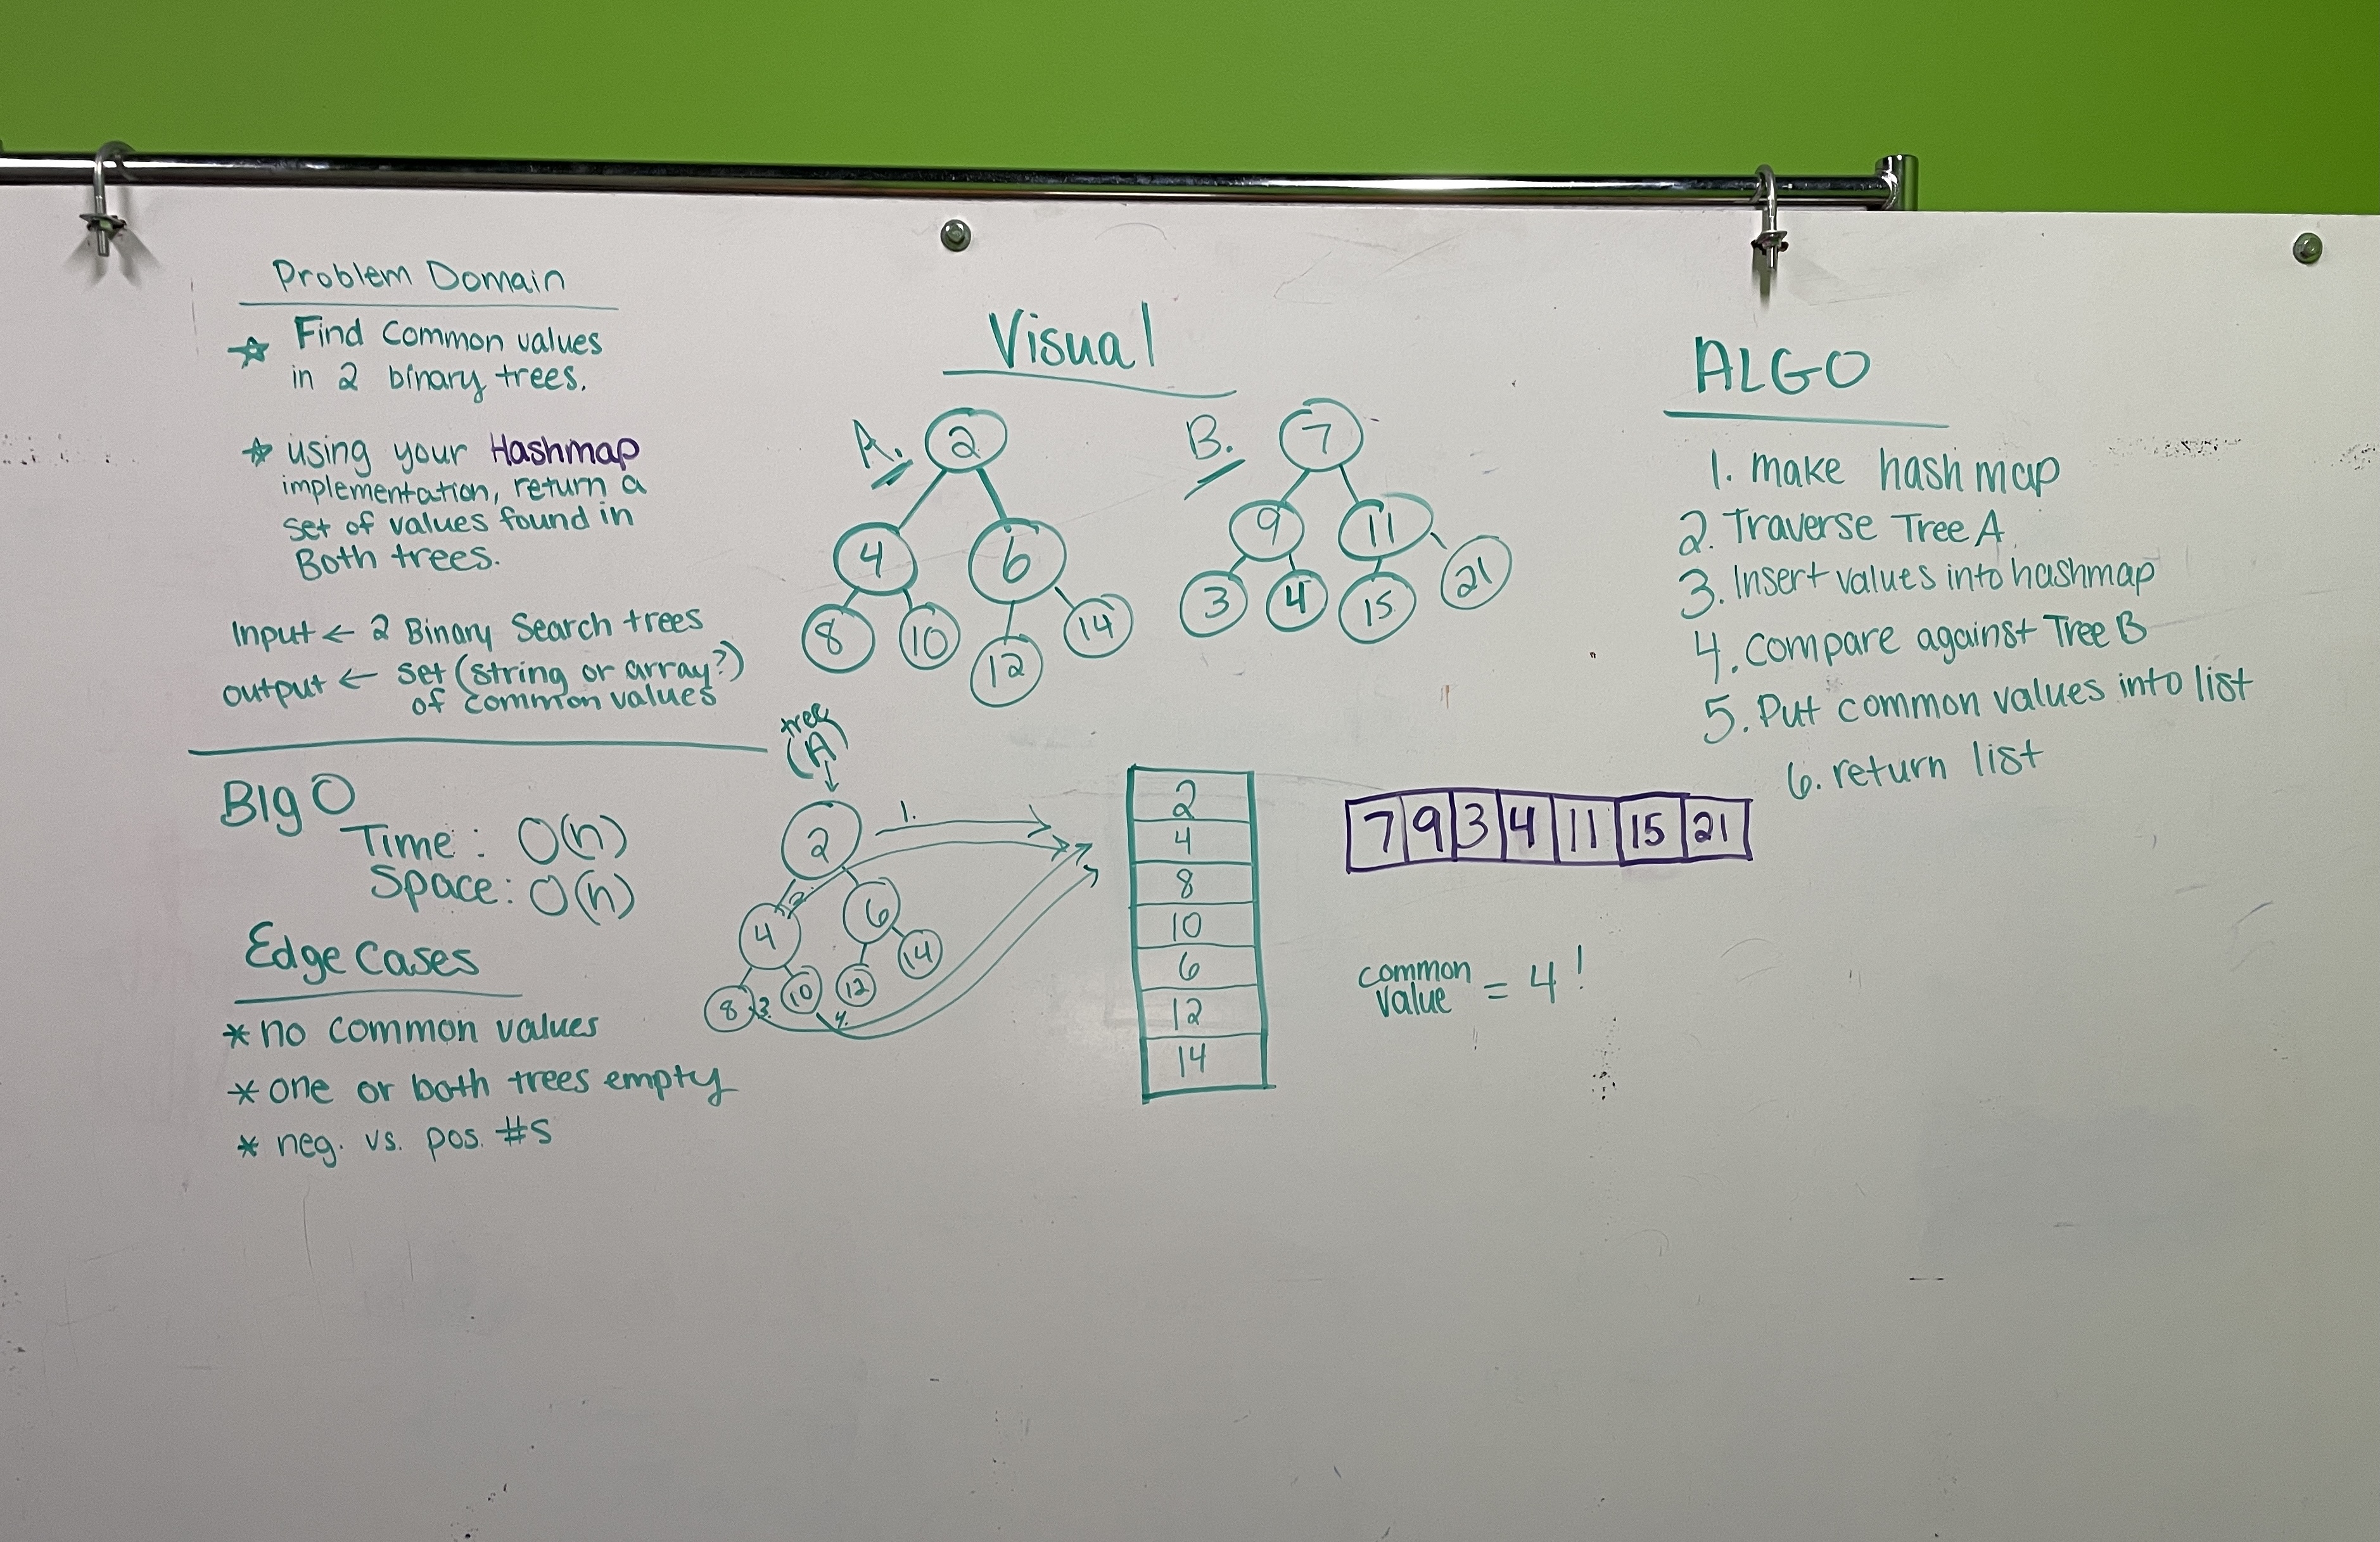 Problem Domain
☆ Find Common values
in 2 binary trees.
☆ using your Hashmap
implementation, return a
set of values found in
Both trees.
Input ← 2 Binary Search trees
output ← set (string or array?)
of common values
Big O
Time: O(n)
Space: O(n)
Edge Cases
* no common values
* one or both trees empty
* neg. vs. pos. #s
Visual
A.
2
4 6
8 10 12 14
B.
7
9 11
3 4 15 21
tree
(A)
↓
2
1.
2.
4 6
8 3. 10 12 14
4.
2
4
8
10
6
12
14
7 9 3 4 11 15 21
common
value = 4!
ALGO
1. make hashmap
2. Traverse Tree A
3. Insert values into hashmap
4. Compare against Tree B
5. Put common values into list
6. return list